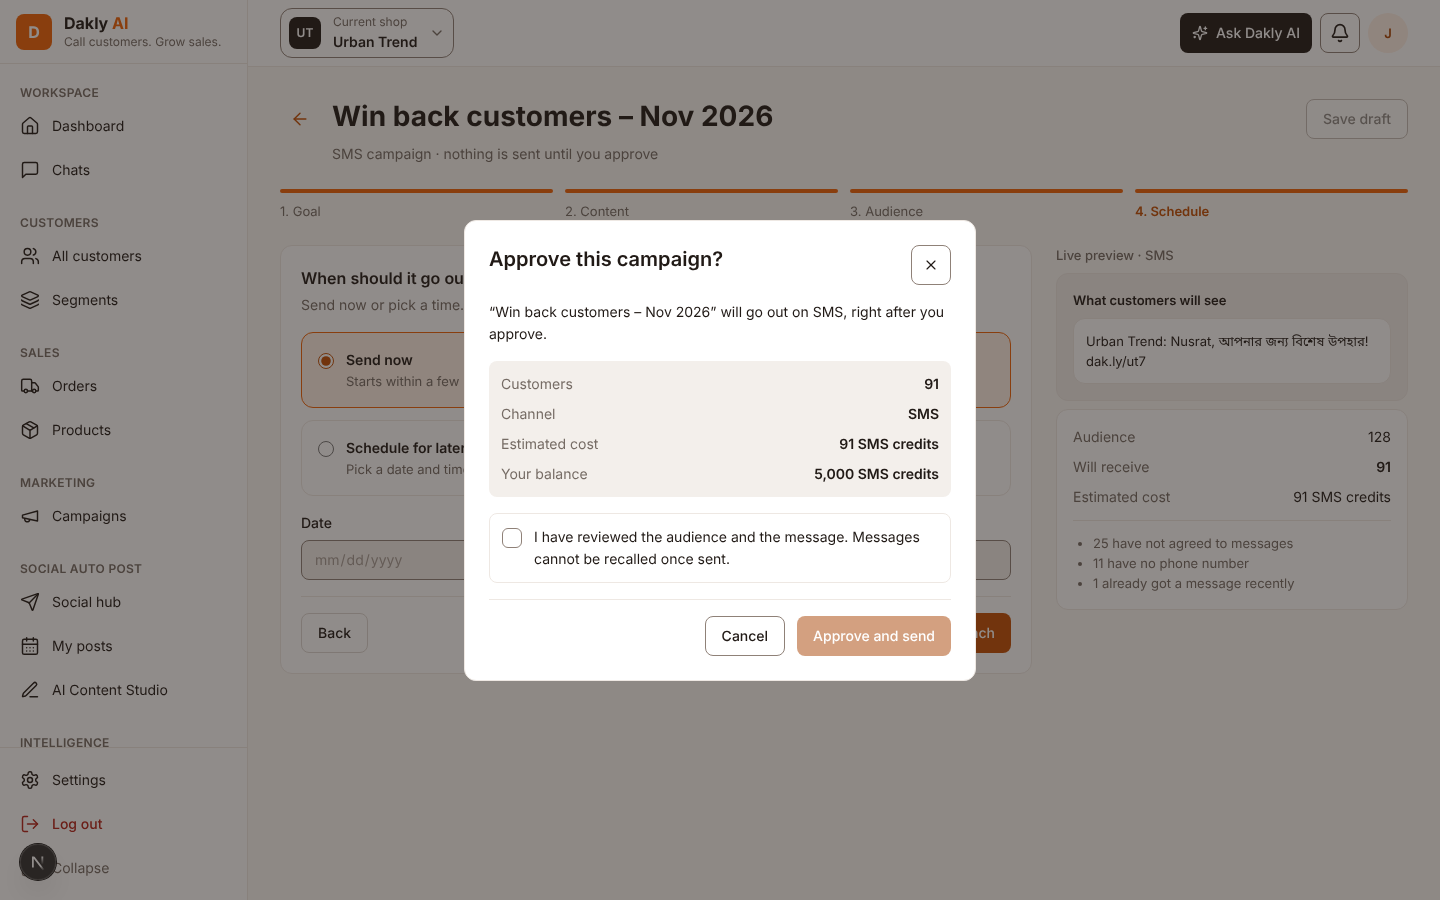 D
Dakly AI
Call customers. Grow sales.
WORKSPACE
Dashboard
Chats
CUSTOMERS
All customers
Segments
SALES
Orders
Products
MARKETING
Campaigns
SOCIAL AUTO POST
Social hub
My posts
AI Content Studio
INTELLIGENCE
Settings
Log out
N
Collapse
UT
Current shop
Urban Trend
Ask Dakly AI
J
Win back customers – Nov 2026
SMS campaign · nothing is sent until you approve
Save draft
1. Goal
2. Content
3. Audience
4. Schedule
When should it go ou
Send now or pick a time.
Send now
Starts within a few
Schedule for later
Pick a date and tim
Date
mm/dd/yyyy
Back
Approve this campaign?
“Win back customers – Nov 2026” will go out on SMS, right after you
approve.
Customers 91
Channel SMS
Estimated cost 91 SMS credits
Your balance 5,000 SMS credits
I have reviewed the audience and the message. Messages
cannot be recalled once sent.
Cancel
Approve and send
Live preview · SMS
What customers will see
Urban Trend: Nusrat, আপনার জন্য বিশেষ উপহার!
dak.ly/ut7
Audience 128
Will receive 91
Estimated cost 91 SMS credits
• 25 have not agreed to messages
• 11 have no phone number
• 1 already got a message recently